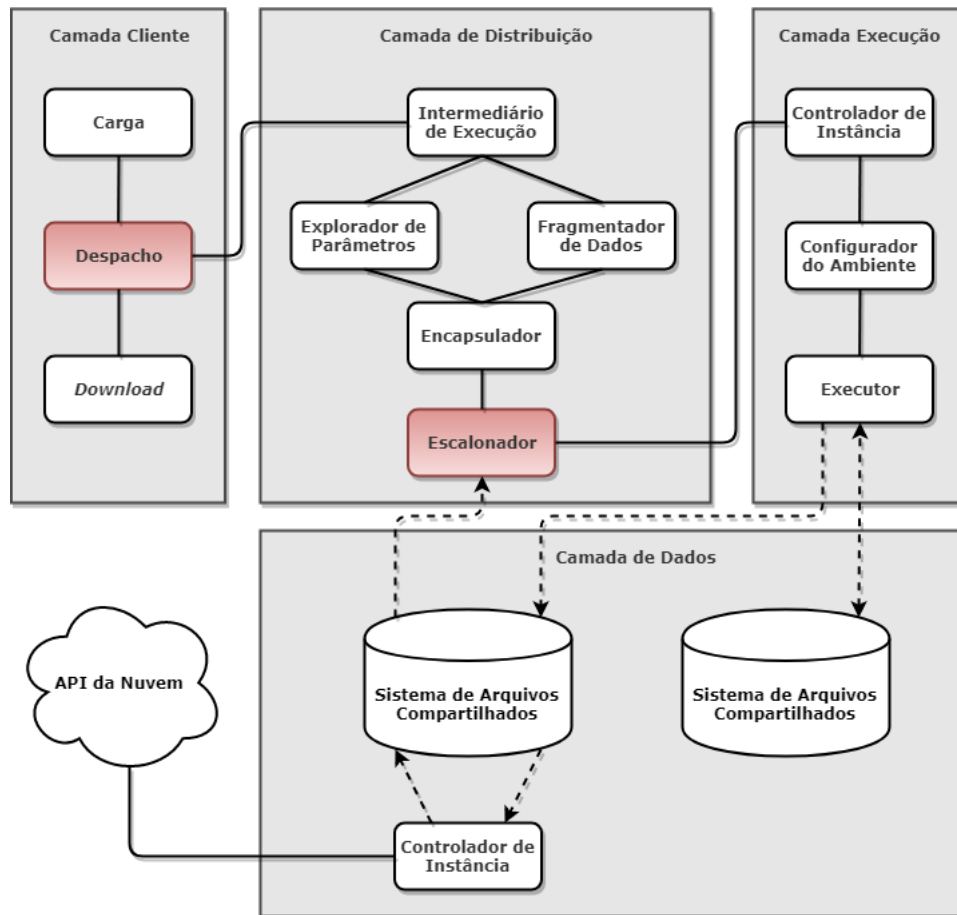 Camada Cliente
Carga
Despacho
Download
Camada de Distribuição
Intermediário
de Execução
Explorador de
Parâmetros
Fragmentador
de Dados
Encapsulador
Escalonador
Camada Execução
Controlador de
Instância
Configurador
do Ambiente
Executor
Camada de Dados
API da Nuvem
Sistema de Arquivos
Compartilhados
Sistema de Arquivos
Compartilhados
Controlador de
Instância